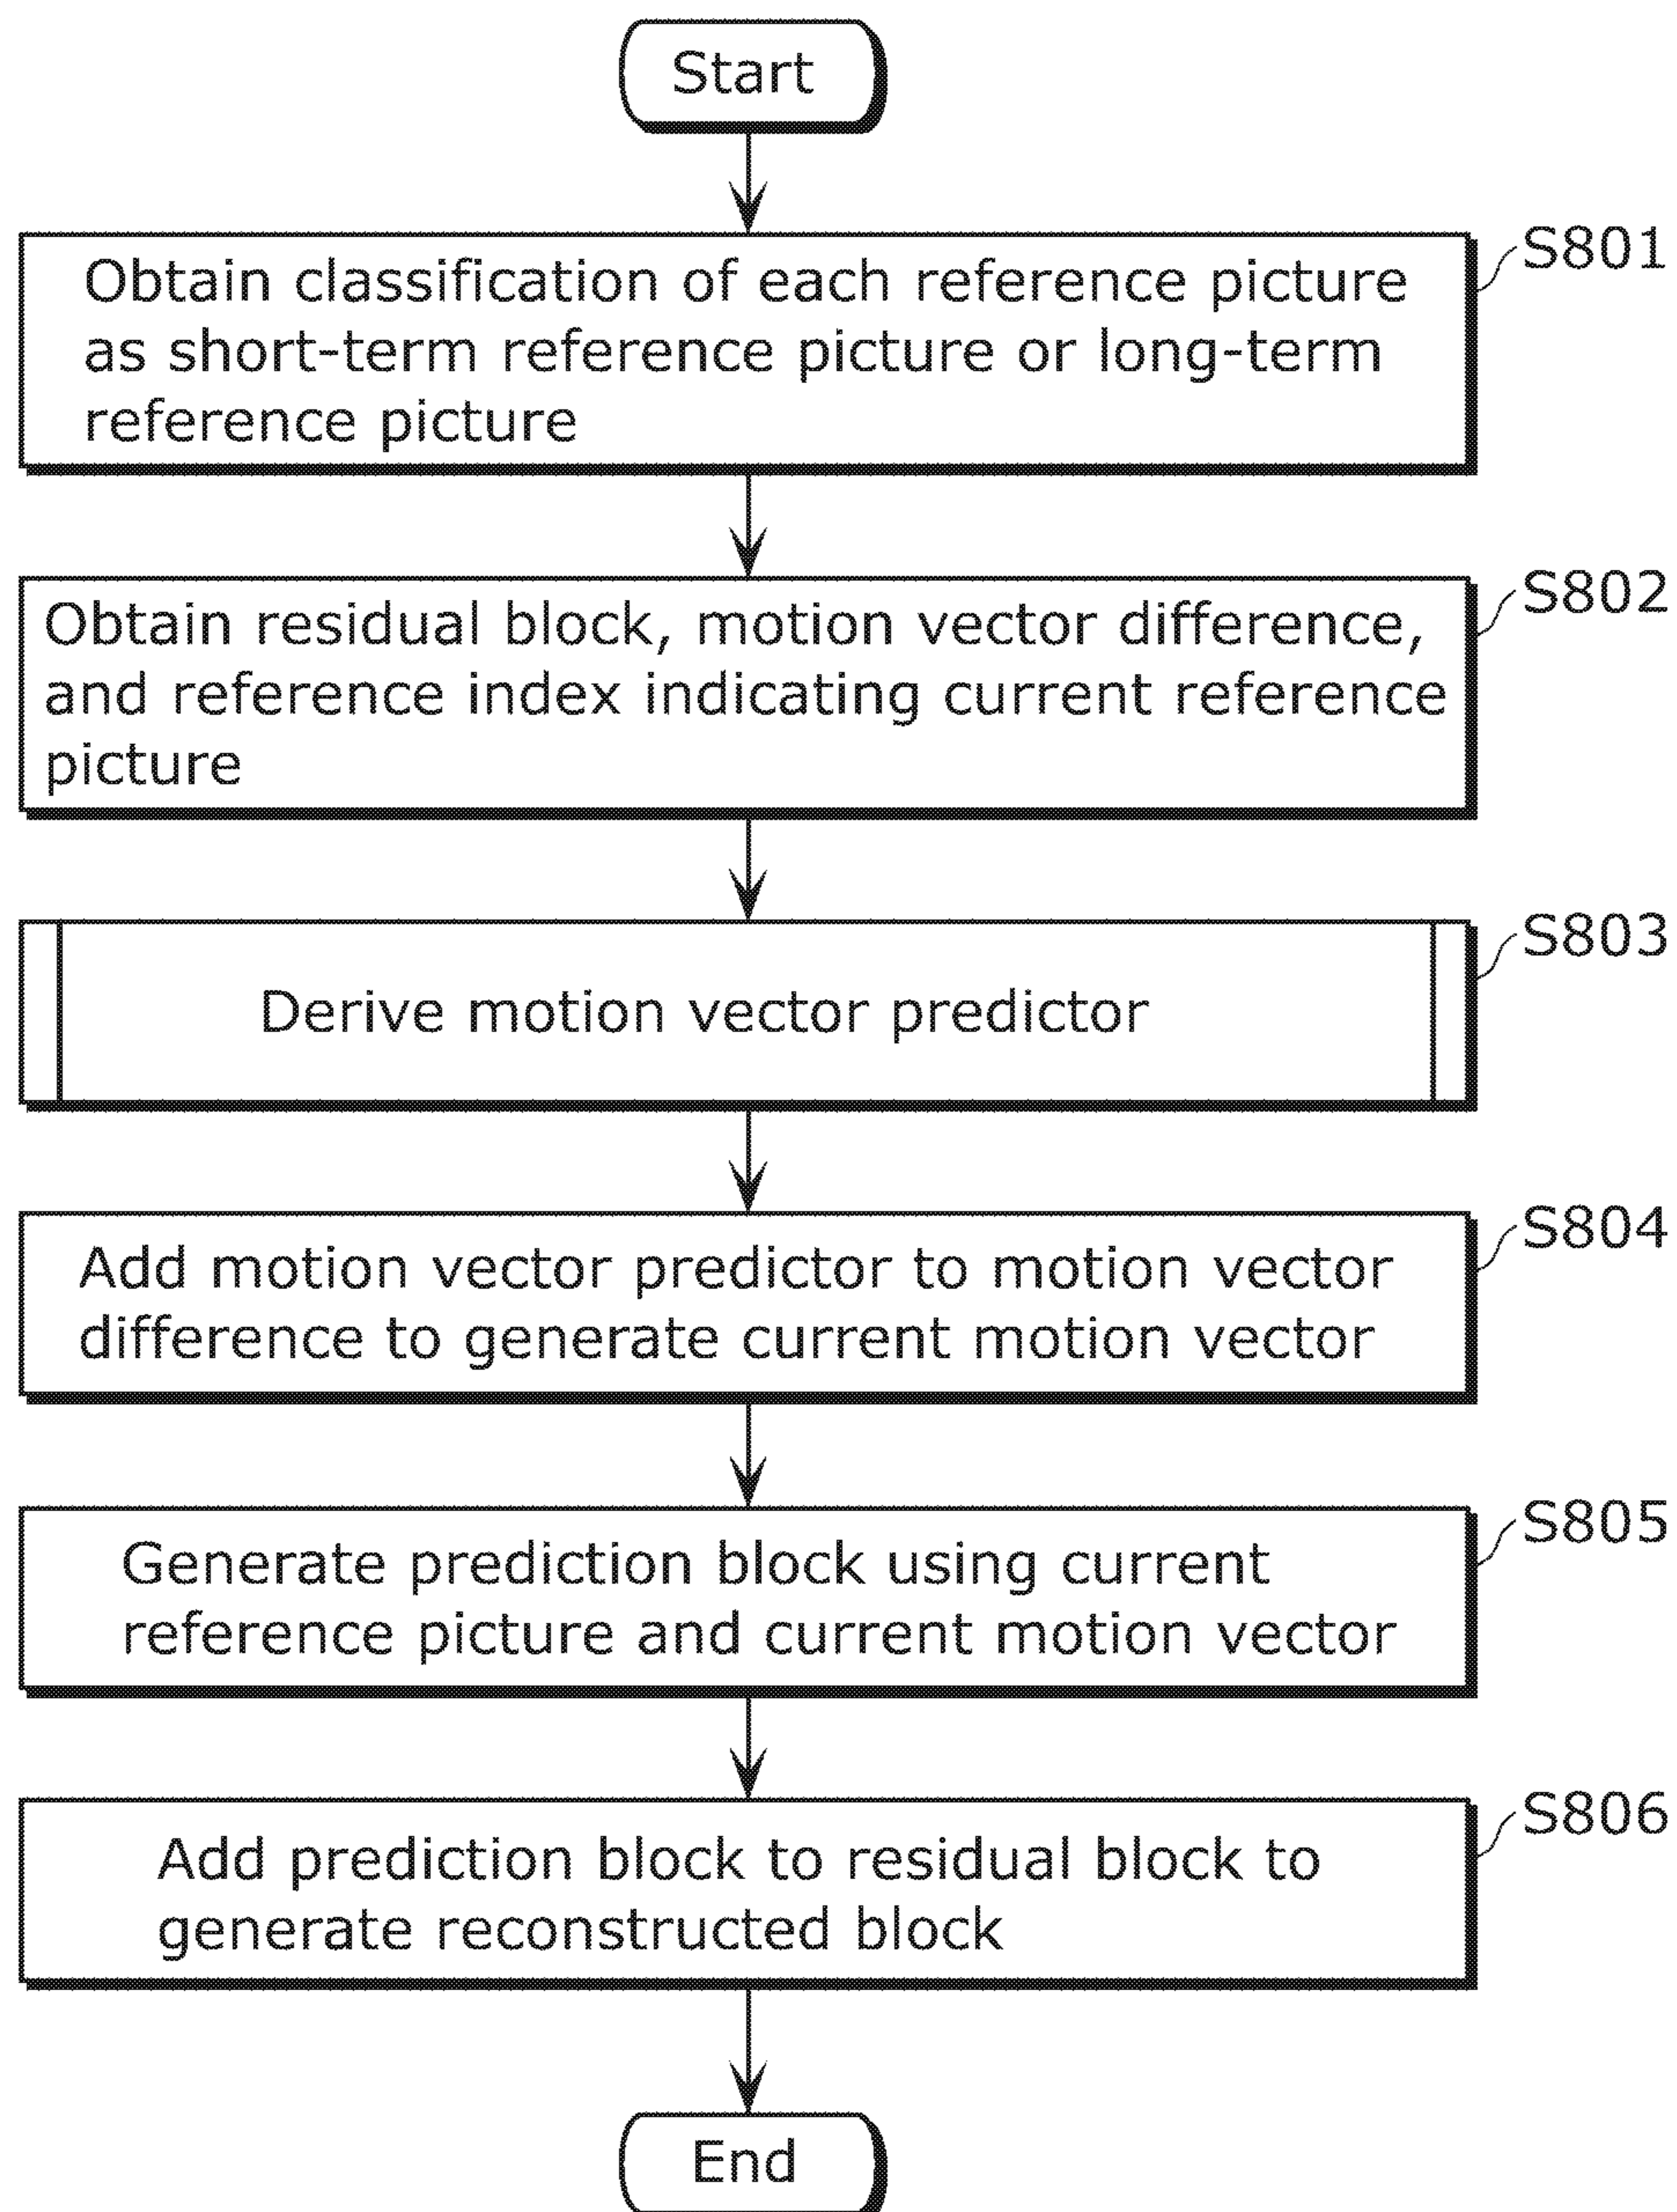 Start
S801
Obtain classification of each reference picture
as short-term reference picture or long-term
reference picture
S802
Obtain residual block, motion vector difference,
and reference index indicating current reference
picture
S803
Derive motion vector predictor
S804
Add motion vector predictor to motion vector
difference to generate current motion vector
S805
Generate prediction block using current
reference picture and current motion vector
S806
Add prediction block to residual block to
generate reconstructed block
End